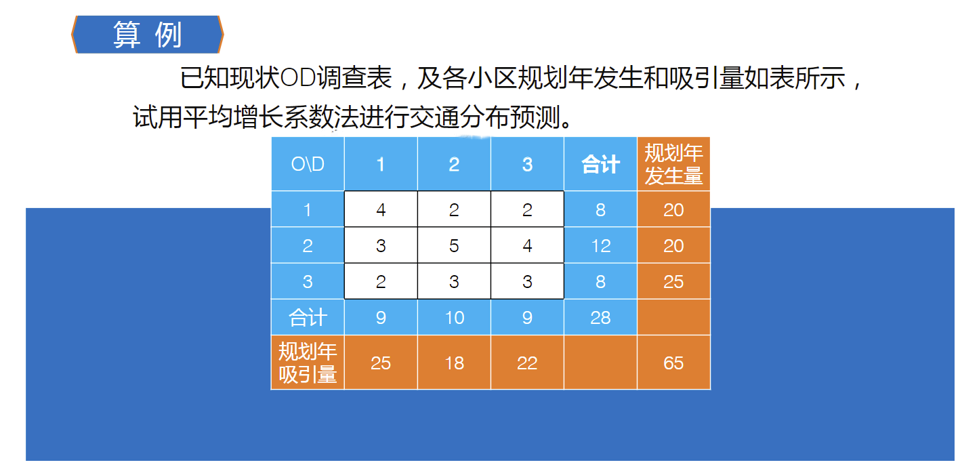 算 例
已知现状OD调查表，及各小区规划年发生和吸引量如表所示，
试用平均增长系数法进行交通分布预测。
O\D 1 2 3 合计 规划年发生量
1 4 2 2 8 20
2 3 5 4 12 20
3 2 3 3 8 25
合计 9 10 9 28
规划年吸引量 25 18 22 65